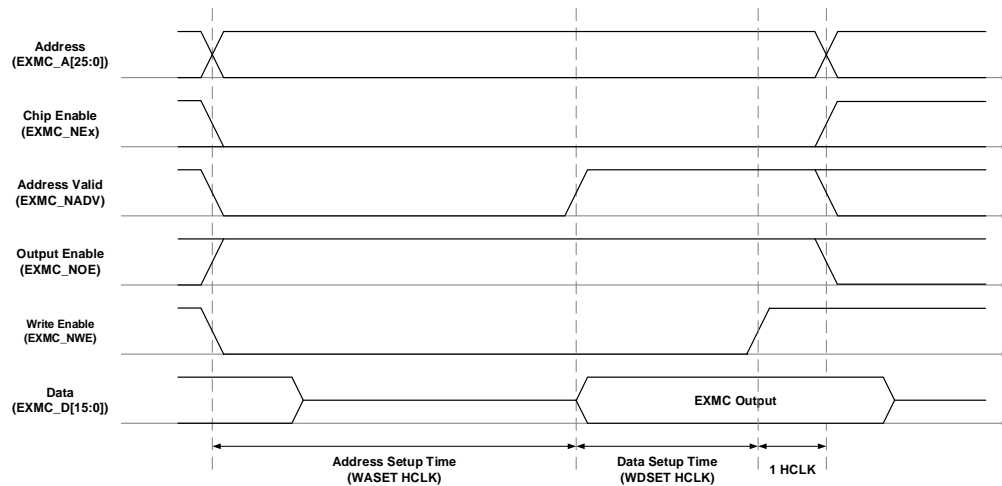 Address
(EXMC_A[25:0])
Chip Enable
(EXMC_NEx)
Address Valid
(EXMC_NADV)
Output Enable
(EXMC_NOE)
Write Enable
(EXMC_NWE)
Data
(EXMC_D[15:0])
EXMC Output
Address Setup Time
(WASET HCLK)
Data Setup Time
(WDSET HCLK)
1 HCLK